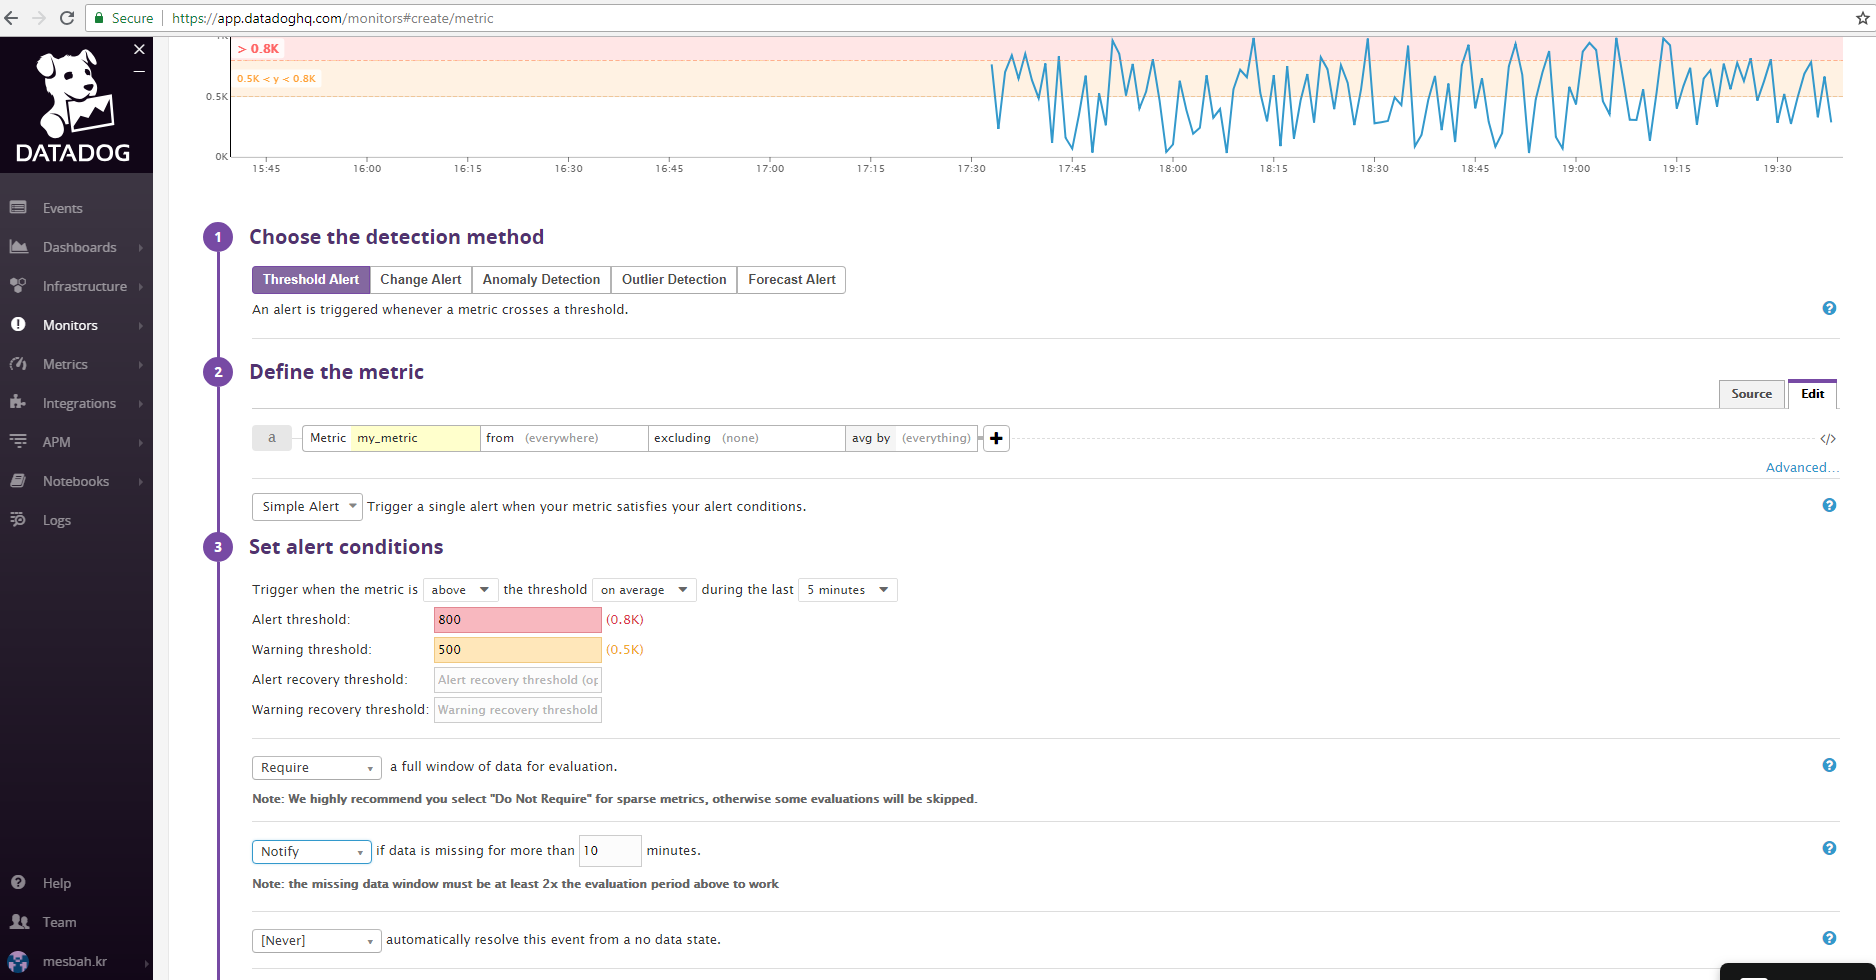 Secure https://app.datadoghq.com/monitors#create/metric
DATADOG
Events
Dashboards
Infrastructure
Monitors
Metrics
Integrations
APM
Notebooks
Logs
Help
Team
mesbah.kr
> 0.8K
0.5K < y < 0.8K
0.5K
0K
15:45 16:00 16:15 16:30 16:45 17:00 17:15 17:30 17:45 18:00 18:15 18:30 18:45 19:00 19:15 19:30
1 Choose the detection method
Threshold Alert Change Alert Anomaly Detection Outlier Detection Forecast Alert
An alert is triggered whenever a metric crosses a threshold. ?
2 Define the metric
Source Edit
a Metric my_metric from (everywhere) excluding (none) avg by (everything) + </>
Advanced...
Simple Alert Trigger a single alert when your metric satisfies your alert conditions. ?
3 Set alert conditions
Trigger when the metric is above the threshold on average during the last 5 minutes
Alert threshold: 800 (0.8K)
Warning threshold: 500 (0.5K)
Alert recovery threshold: Alert recovery threshold (op
Warning recovery threshold: Warning recovery threshold
Require a full window of data for evaluation. ?
Note: We highly recommend you select "Do Not Require" for sparse metrics, otherwise some evaluations will be skipped.
Notify if data is missing for more than 10 minutes. ?
Note: the missing data window must be at least 2x the evaluation period above to work
[Never] automatically resolve this event from a no data state. ?